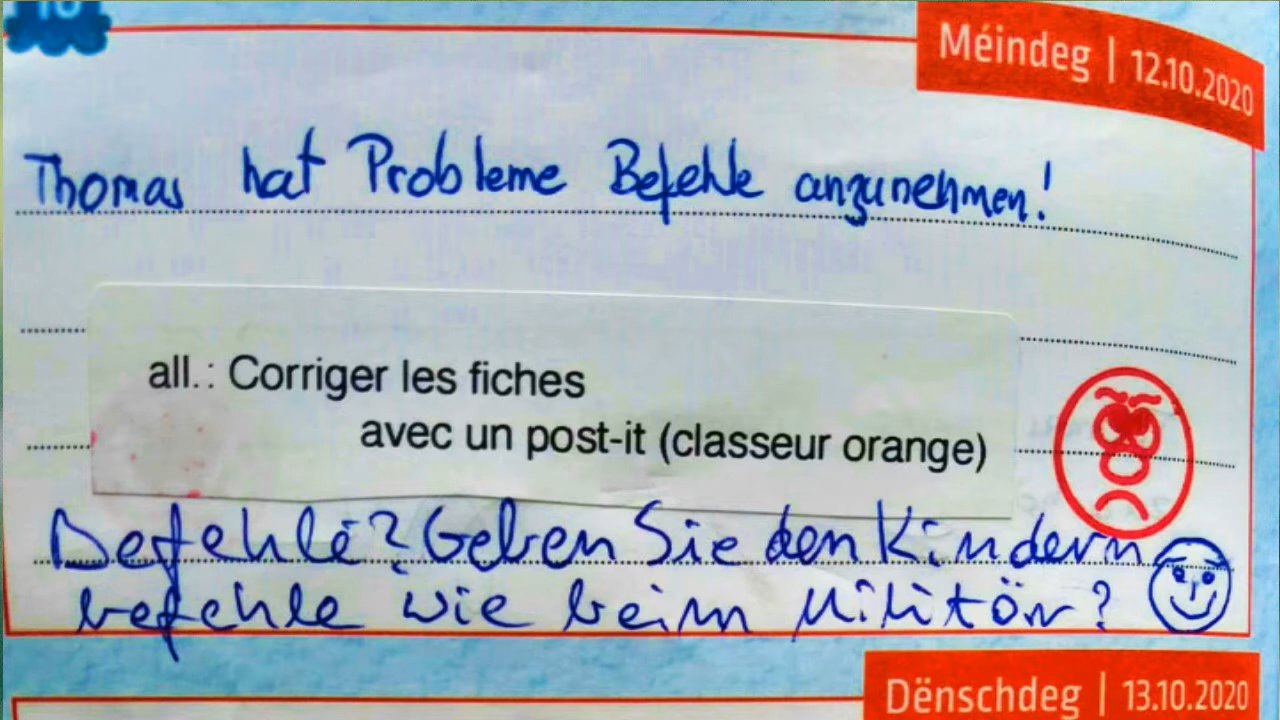 10
Méindeg | 12.10.2020
Thomas hat Probleme Befehle anzunehmen!
all.: Corriger les fiches
avec un post-it (classeur orange)
Befehle? Geben Sie den Kindern
befehle wie beim Militär?
Dënschdeg | 13.10.2020